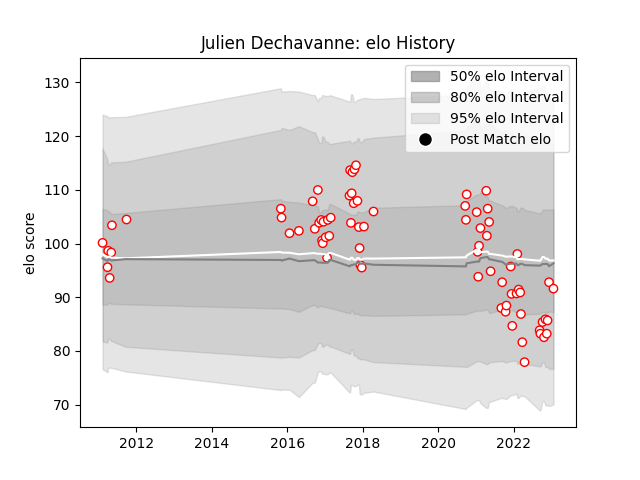 Julien Dechavanne: elo History
50% elo Interval
80% elo Interval
95% elo Interval
Post Match elo
elo score
130
120
110
100
90
80
70
2012
2014
2016
2018
2020
2022